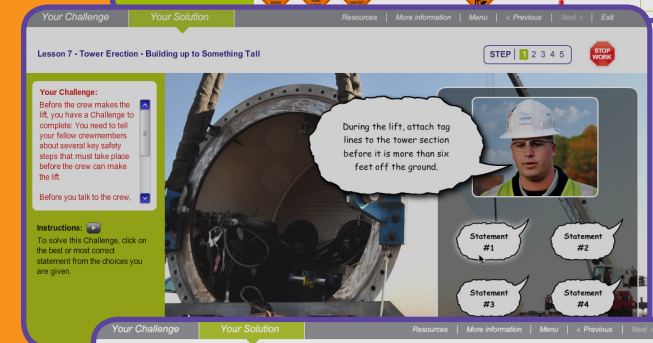 Your Challenge
Your Solution
Resources | More information | Menu | < Previous | Next > | Exit
Lesson 7 - Tower Erection - Building up to Something Tall
STEP | 1 2 3 4 5
STOP
WORK
Your Challenge:
Before the crew makes the
lift, you have a Challenge to
complete: You need to tell
your fellow crewmembers
about several key safety
steps that must take place
before the crew can make
the lift.
Before you talk to the crew,
Instructions:
To solve this Challenge, click on
the best or most correct
statement from the choices you
are given.
During the lift, attach tag
lines to the tower section
before it is more than six
feet off the ground.
Statement
#1
Statement
#2
Statement
#3
Statement
#4
Your Challenge
Your Solution
Resources | More information | Menu | < Previous | Next